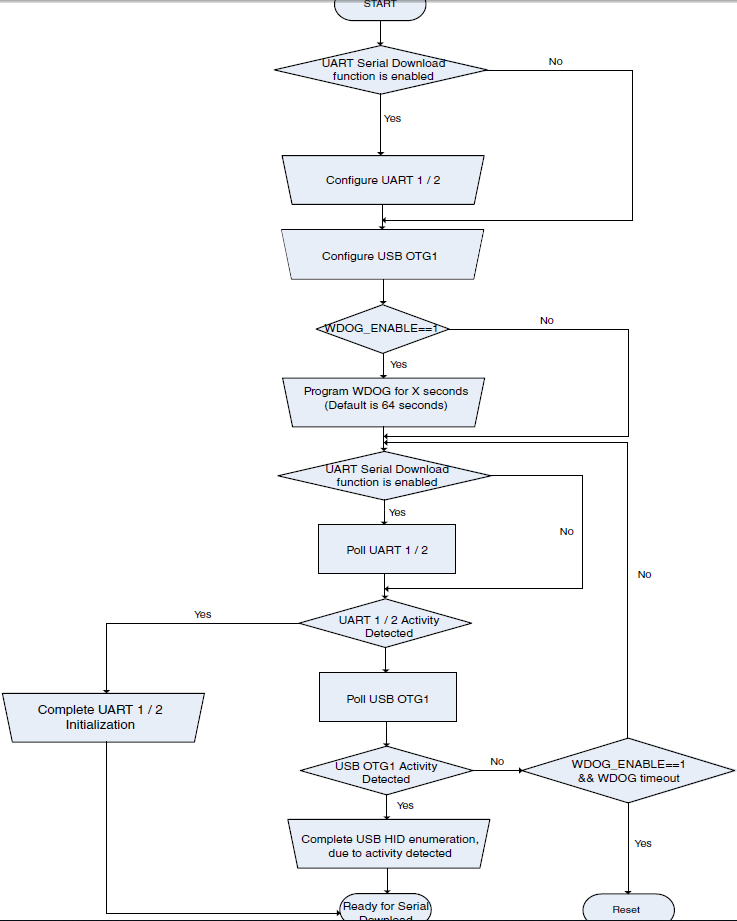 START
UART Serial Download
function is enabled
No
Yes
Configure UART 1 / 2
Configure USB OTG1
WDOG_ENABLE==1
No
Yes
Program WDOG for X seconds
(Default is 64 seconds)
UART Serial Download
function is enabled
Yes
No
Poll UART 1 / 2
No
Yes
UART 1 / 2 Activity
Detected
Poll USB OTG1
Complete UART 1 / 2
Initialization
USB OTG1 Activity
Detected
No
WDOG_ENABLE==1
&& WDOG timeout
Yes
Complete USB HID enumeration,
due to activity detected
Yes
Ready for Serial
Download
Reset